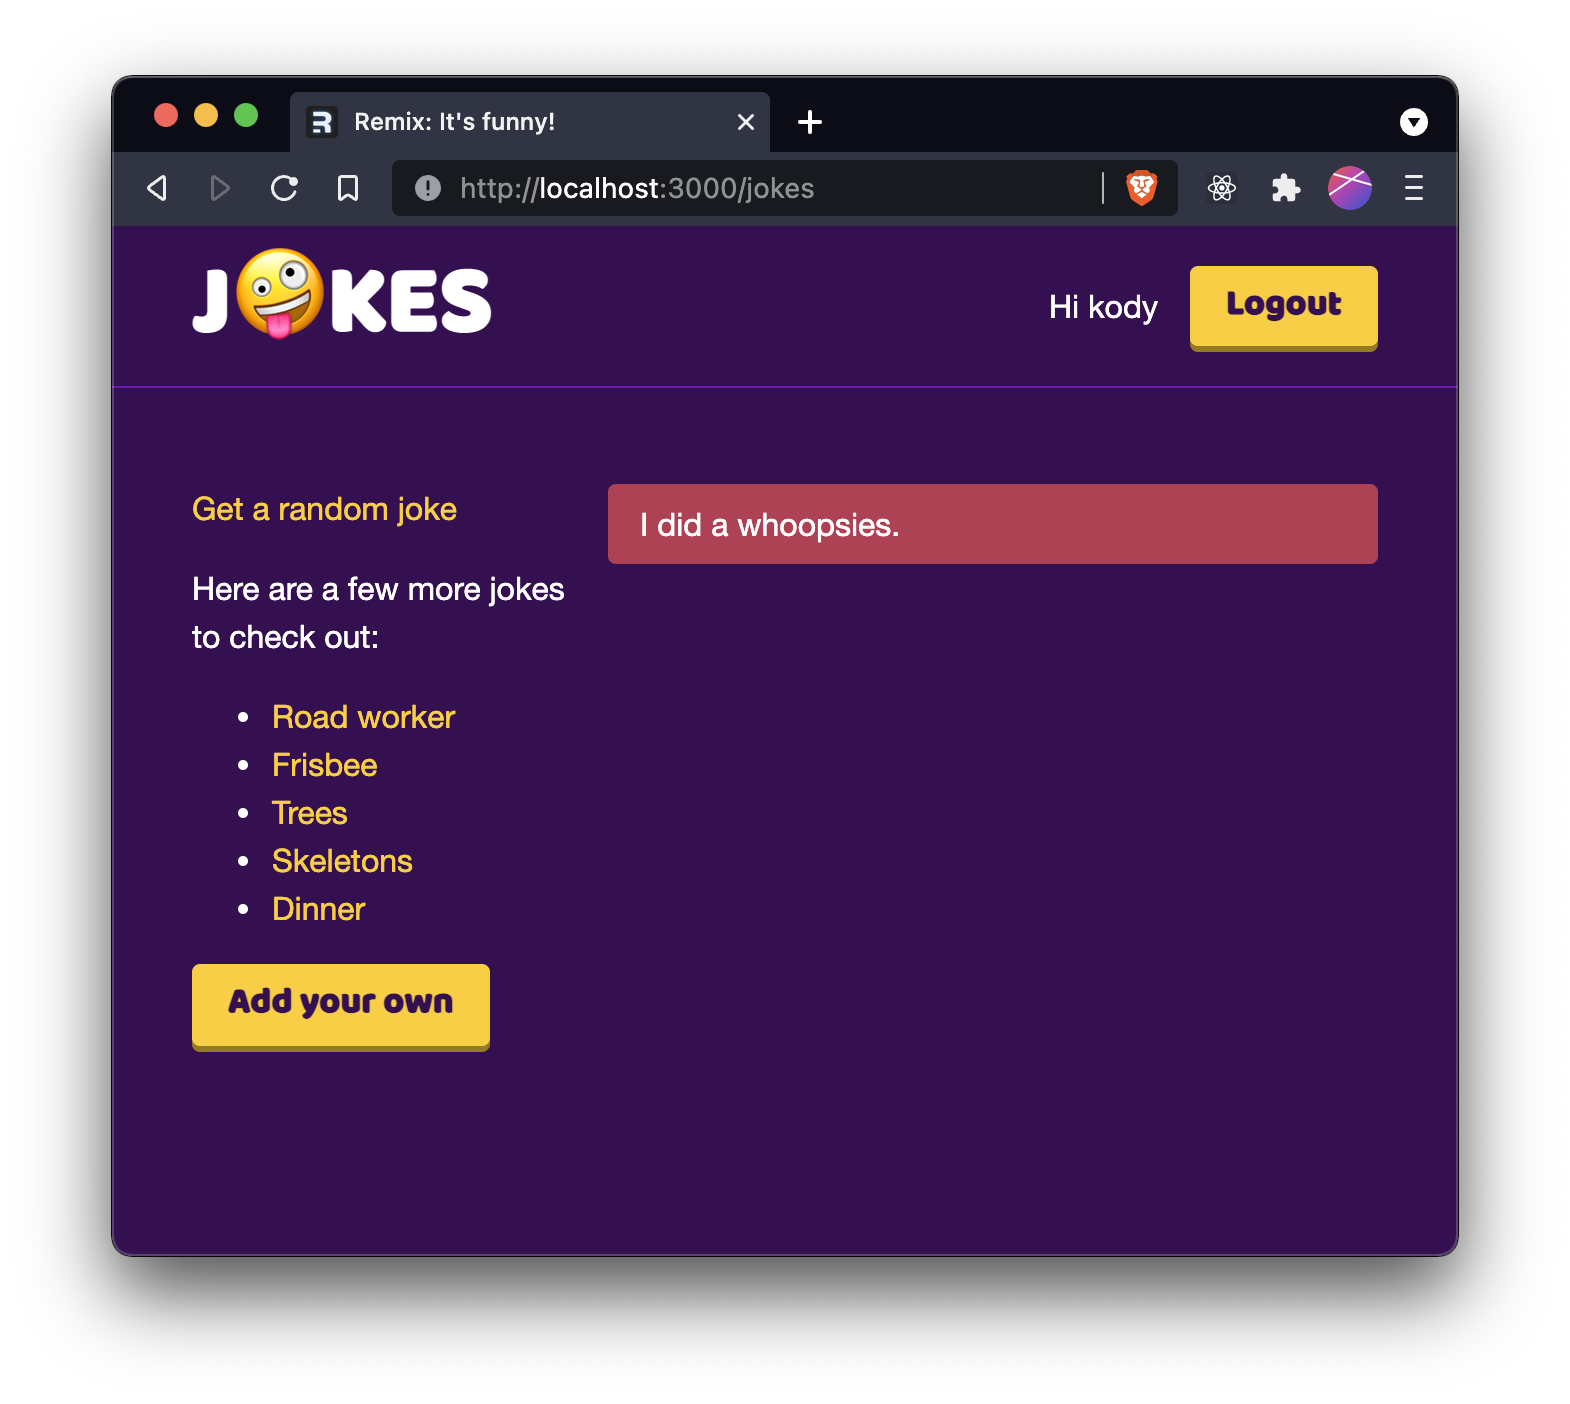 Remix: It's funny!
http://localhost:3000/jokes
J🤪KES
Hi kody
Logout
Get a random joke
I did a whoopsies.
Here are a few more jokes
to check out:
• Road worker
• Frisbee
• Trees
• Skeletons
• Dinner
Add your own